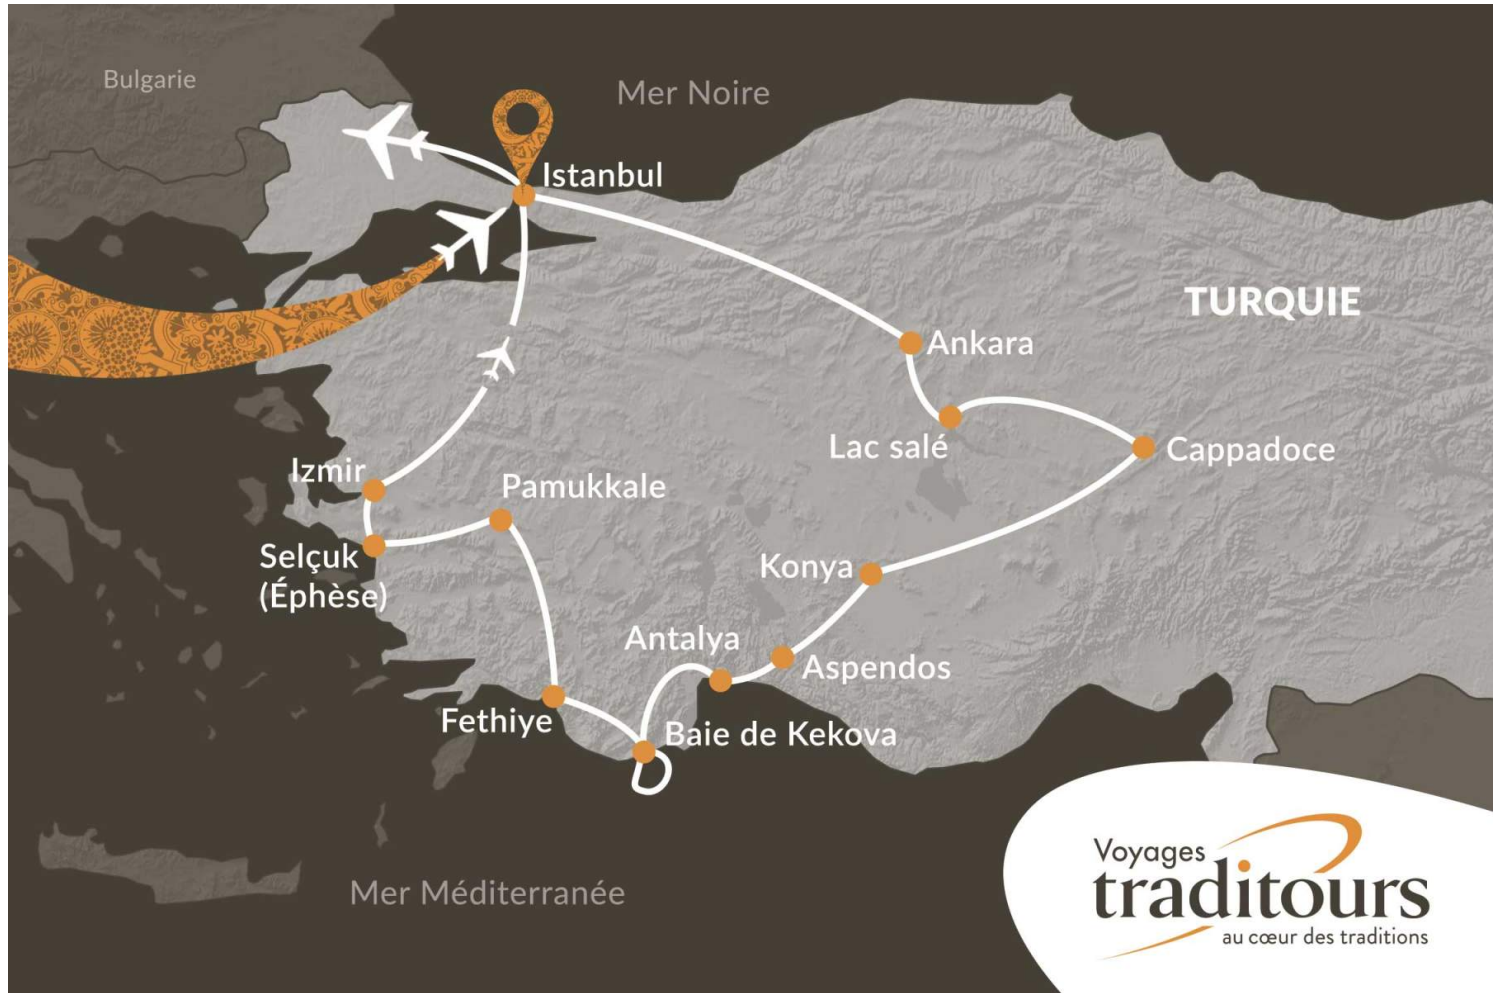 Bulgarie
Mer Noire
Istanbul
TURQUIE
Ankara
Lac salé
Cappadoce
Izmir
Pamukkale
Selçuk
(Éphèse)
Konya
Antalya
Aspendos
Fethiye
Baie de Kekova
Mer Méditerranée
Voyages
traditours
au cœur des traditions